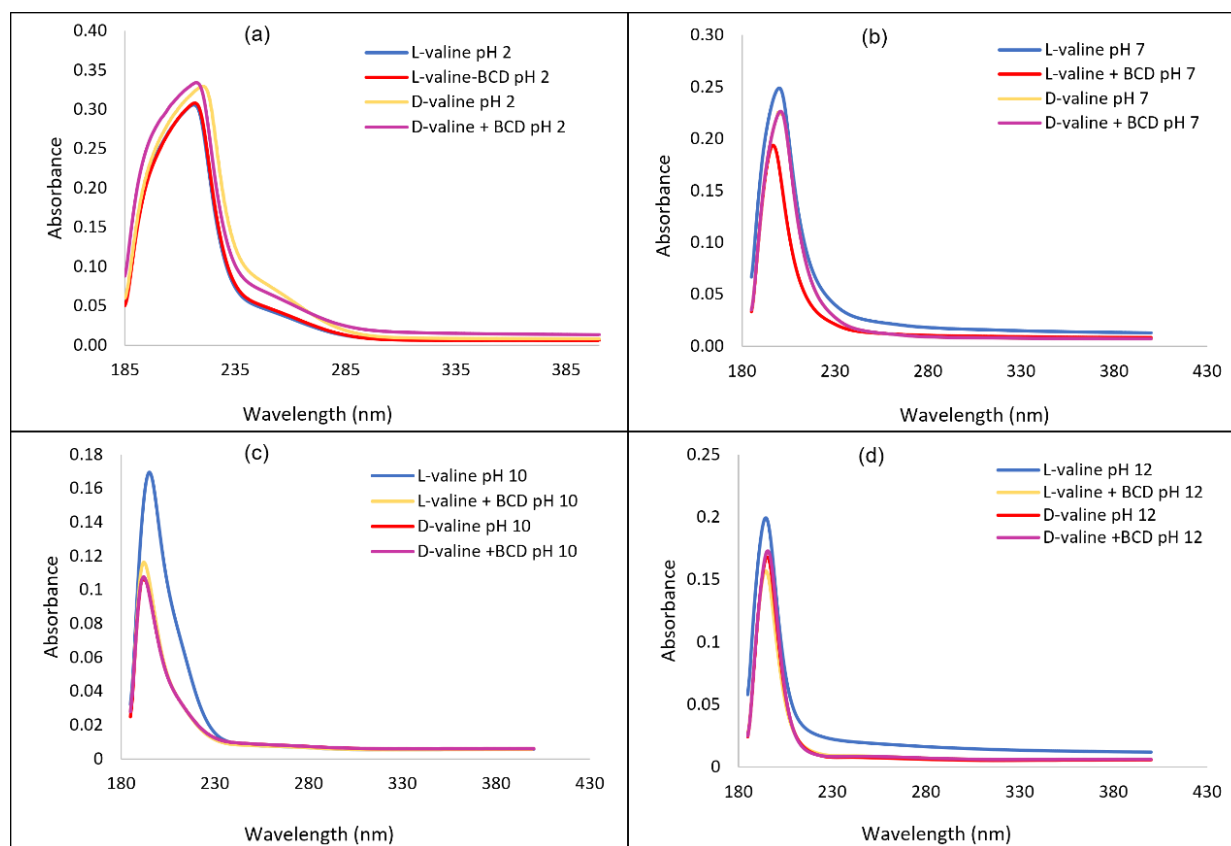 (a)
L-valine pH 2
L-valine-BCD pH 2
D-valine pH 2
D-valine + BCD pH 2
0.40
0.35
0.30
0.25
0.20
0.15
0.10
0.05
0.00
Absorbance
185 235 285 335 385
Wavelength (nm)
(b)
L-valine pH 7
L-valine + BCD pH 7
D-valine pH 7
D-valine + BCD pH 7
0.30
0.25
0.20
0.15
0.10
0.05
0.00
Absorbance
180 230 280 330 380 430
Wavelength (nm)
(c)
L-valine pH 10
L-valine + BCD pH 10
D-valine pH 10
D-valine +BCD pH 10
0.18
0.16
0.14
0.12
0.1
0.08
0.06
0.04
0.02
0
Absorbance
180 230 280 330 380 430
Wavelength (nm)
(d)
L-valine pH 12
L-valine + BCD pH 12
D-valine pH 12
D-valine +BCD pH 12
0.25
0.2
0.15
0.1
0.05
0
Absorbance
180 230 280 330 380 430
Wavelength (nm)